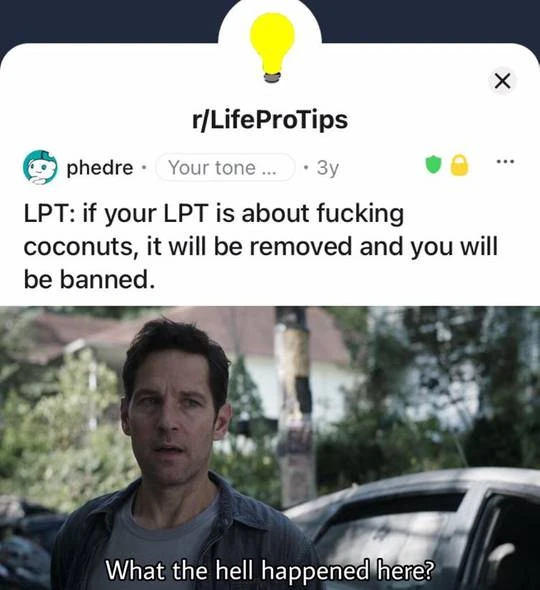 r/LifeProTips
phedre · Your tone ... · 3y
LPT: if your LPT is about fucking
coconuts, it will be removed and you will
be banned.
What the hell happened here?